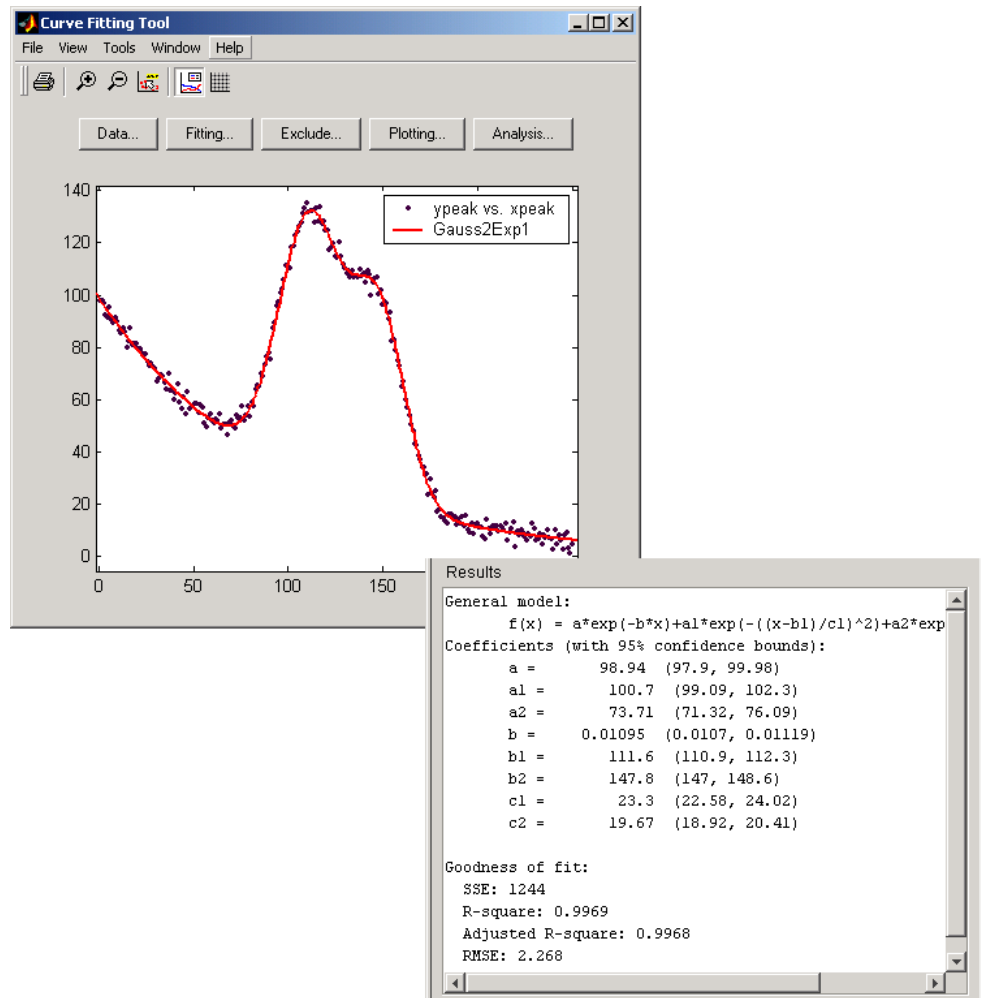 Curve Fitting Tool
File View Tools Window Help
Data... Fitting... Exclude... Plotting... Analysis...
140
120
100
80
60
40
20
0
0 50 100 150
ypeak vs. xpeak
Gauss2Exp1
Results
General model:
f(x) = a*exp(-b*x)+a1*exp(-((x-b1)/c1)^2)+a2*exp
Coefficients (with 95% confidence bounds):
a = 98.94 (97.9, 99.98)
a1 = 100.7 (99.09, 102.3)
a2 = 73.71 (71.32, 76.09)
b = 0.01095 (0.0107, 0.01119)
b1 = 111.6 (110.9, 112.3)
b2 = 147.8 (147, 148.6)
c1 = 23.3 (22.58, 24.02)
c2 = 19.67 (18.92, 20.41)
Goodness of fit:
SSE: 1244
R-square: 0.9969
Adjusted R-square: 0.9968
RMSE: 2.268